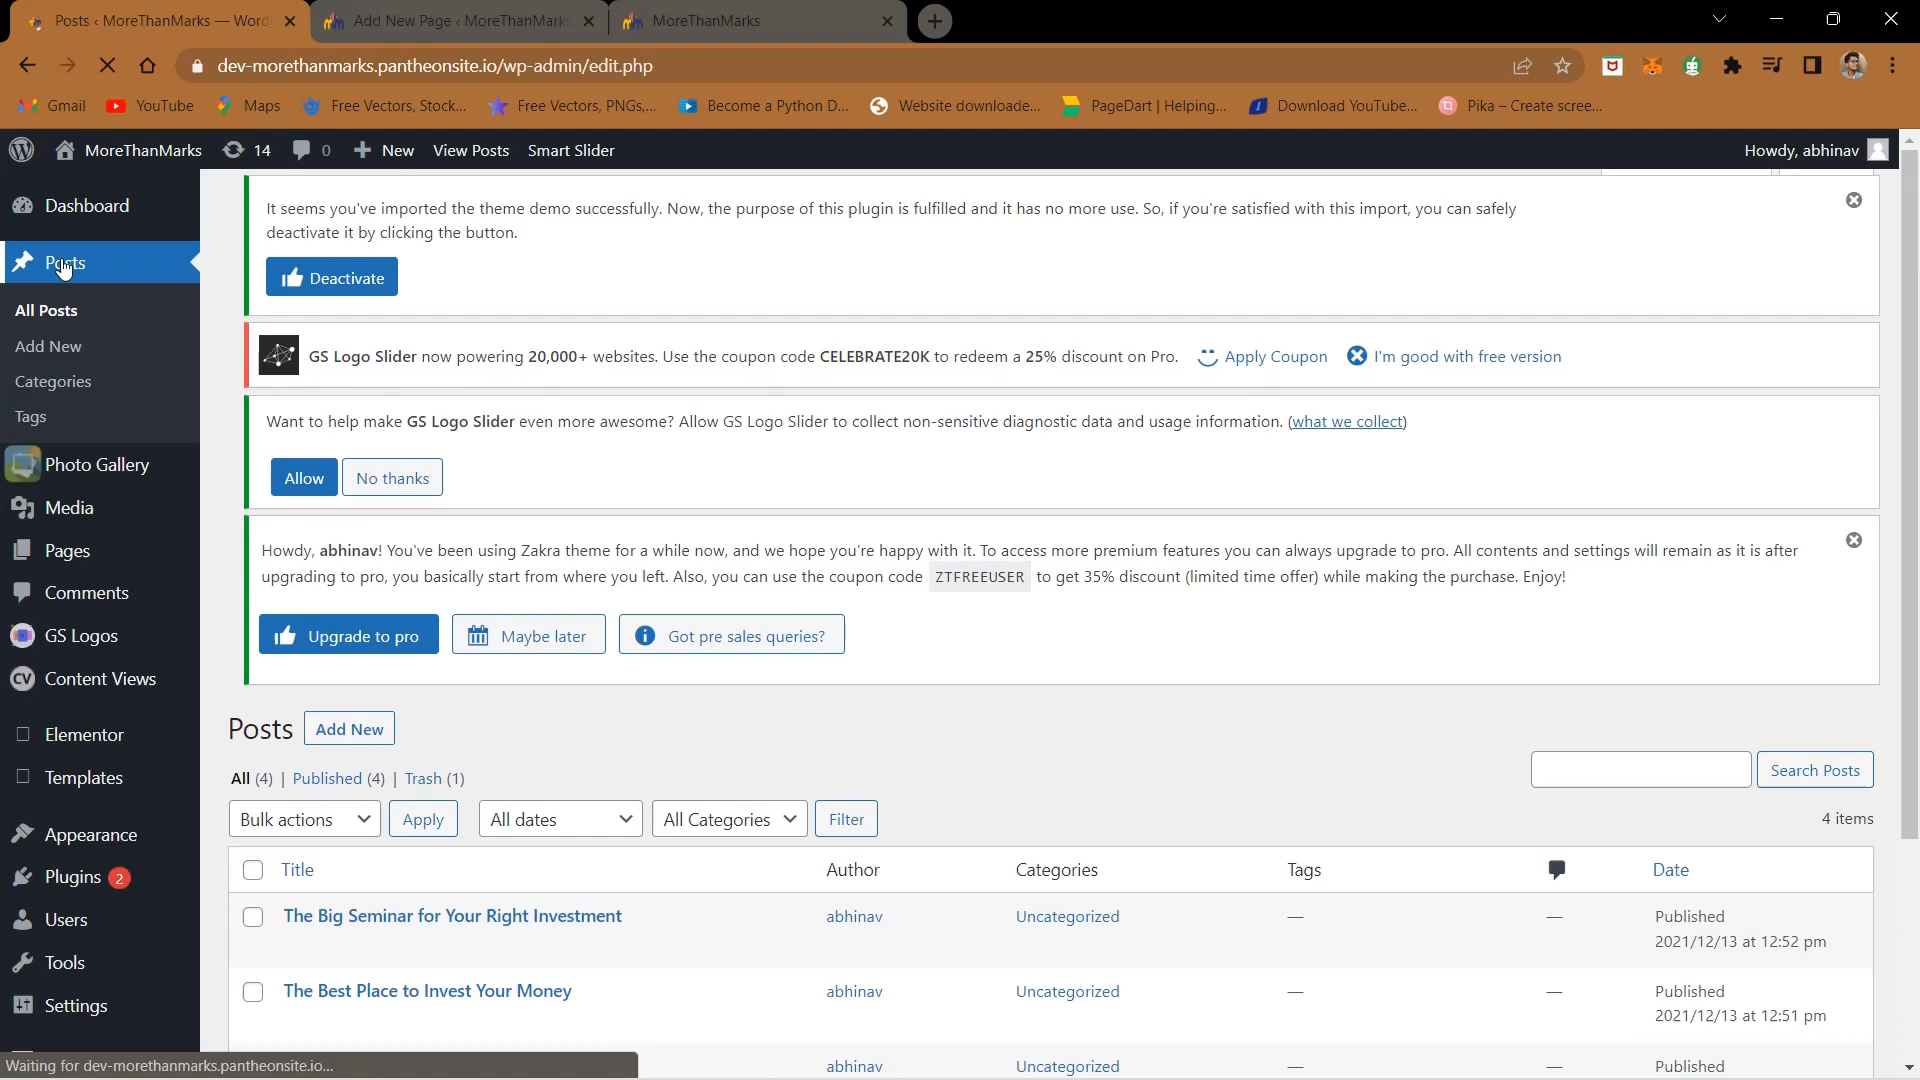 Posts ‹ MoreThanMarks — Word
Add New Page ‹ MoreThanMarks
MoreThanMarks
dev-morethanmarks.pantheonsite.io/wp-admin/edit.php
Gmail
YouTube
Maps
Free Vectors, Stock...
Free Vectors, PNGs,...
Become a Python D...
Website downloade...
PageDart | Helping...
Download YouTube...
Pika – Create scree...
MoreThanMarks
14
0
New
View Posts
Smart Slider
Howdy, abhinav
Dashboard
Posts
All Posts
Add New
Categories
Tags
Photo Gallery
Media
Pages
Comments
GS Logos
CV Content Views
Elementor
Templates
Appearance
Plugins 2
Users
Tools
Settings
It seems you've imported the theme demo successfully. Now, the purpose of this plugin is fulfilled and it has no more use. So, if you're satisfied with this import, you can safely
deactivate it by clicking the button.
Deactivate
GS Logo Slider now powering 20,000+ websites. Use the coupon code CELEBRATE20K to redeem a 25% discount on Pro.
Apply Coupon
I'm good with free version
Want to help make GS Logo Slider even more awesome? Allow GS Logo Slider to collect non-sensitive diagnostic data and usage information. (what we collect)
Allow
No thanks
Howdy, abhinav! You've been using Zakra theme for a while now, and we hope you're happy with it. To access more premium features you can always upgrade to pro. All contents and settings will remain as it is after
upgrading to pro, you basically start from where you left. Also, you can use the coupon code ZTFREEUSER to get 35% discount (limited time offer) while making the purchase. Enjoy!
Upgrade to pro
Maybe later
Got pre sales queries?
Posts
Add New
All (4) | Published (4) | Trash (1)
Search Posts
Bulk actions
Apply
All dates
All Categories
Filter
4 items
Title
Author
Categories
Tags
Date
The Big Seminar for Your Right Investment
abhinav
Uncategorized
—
—
Published
2021/12/13 at 12:52 pm
The Best Place to Invest Your Money
abhinav
Uncategorized
—
—
Published
2021/12/13 at 12:51 pm
abhinav
Uncategorized
—
—
Published
Waiting for dev-morethanmarks.pantheonsite.io...